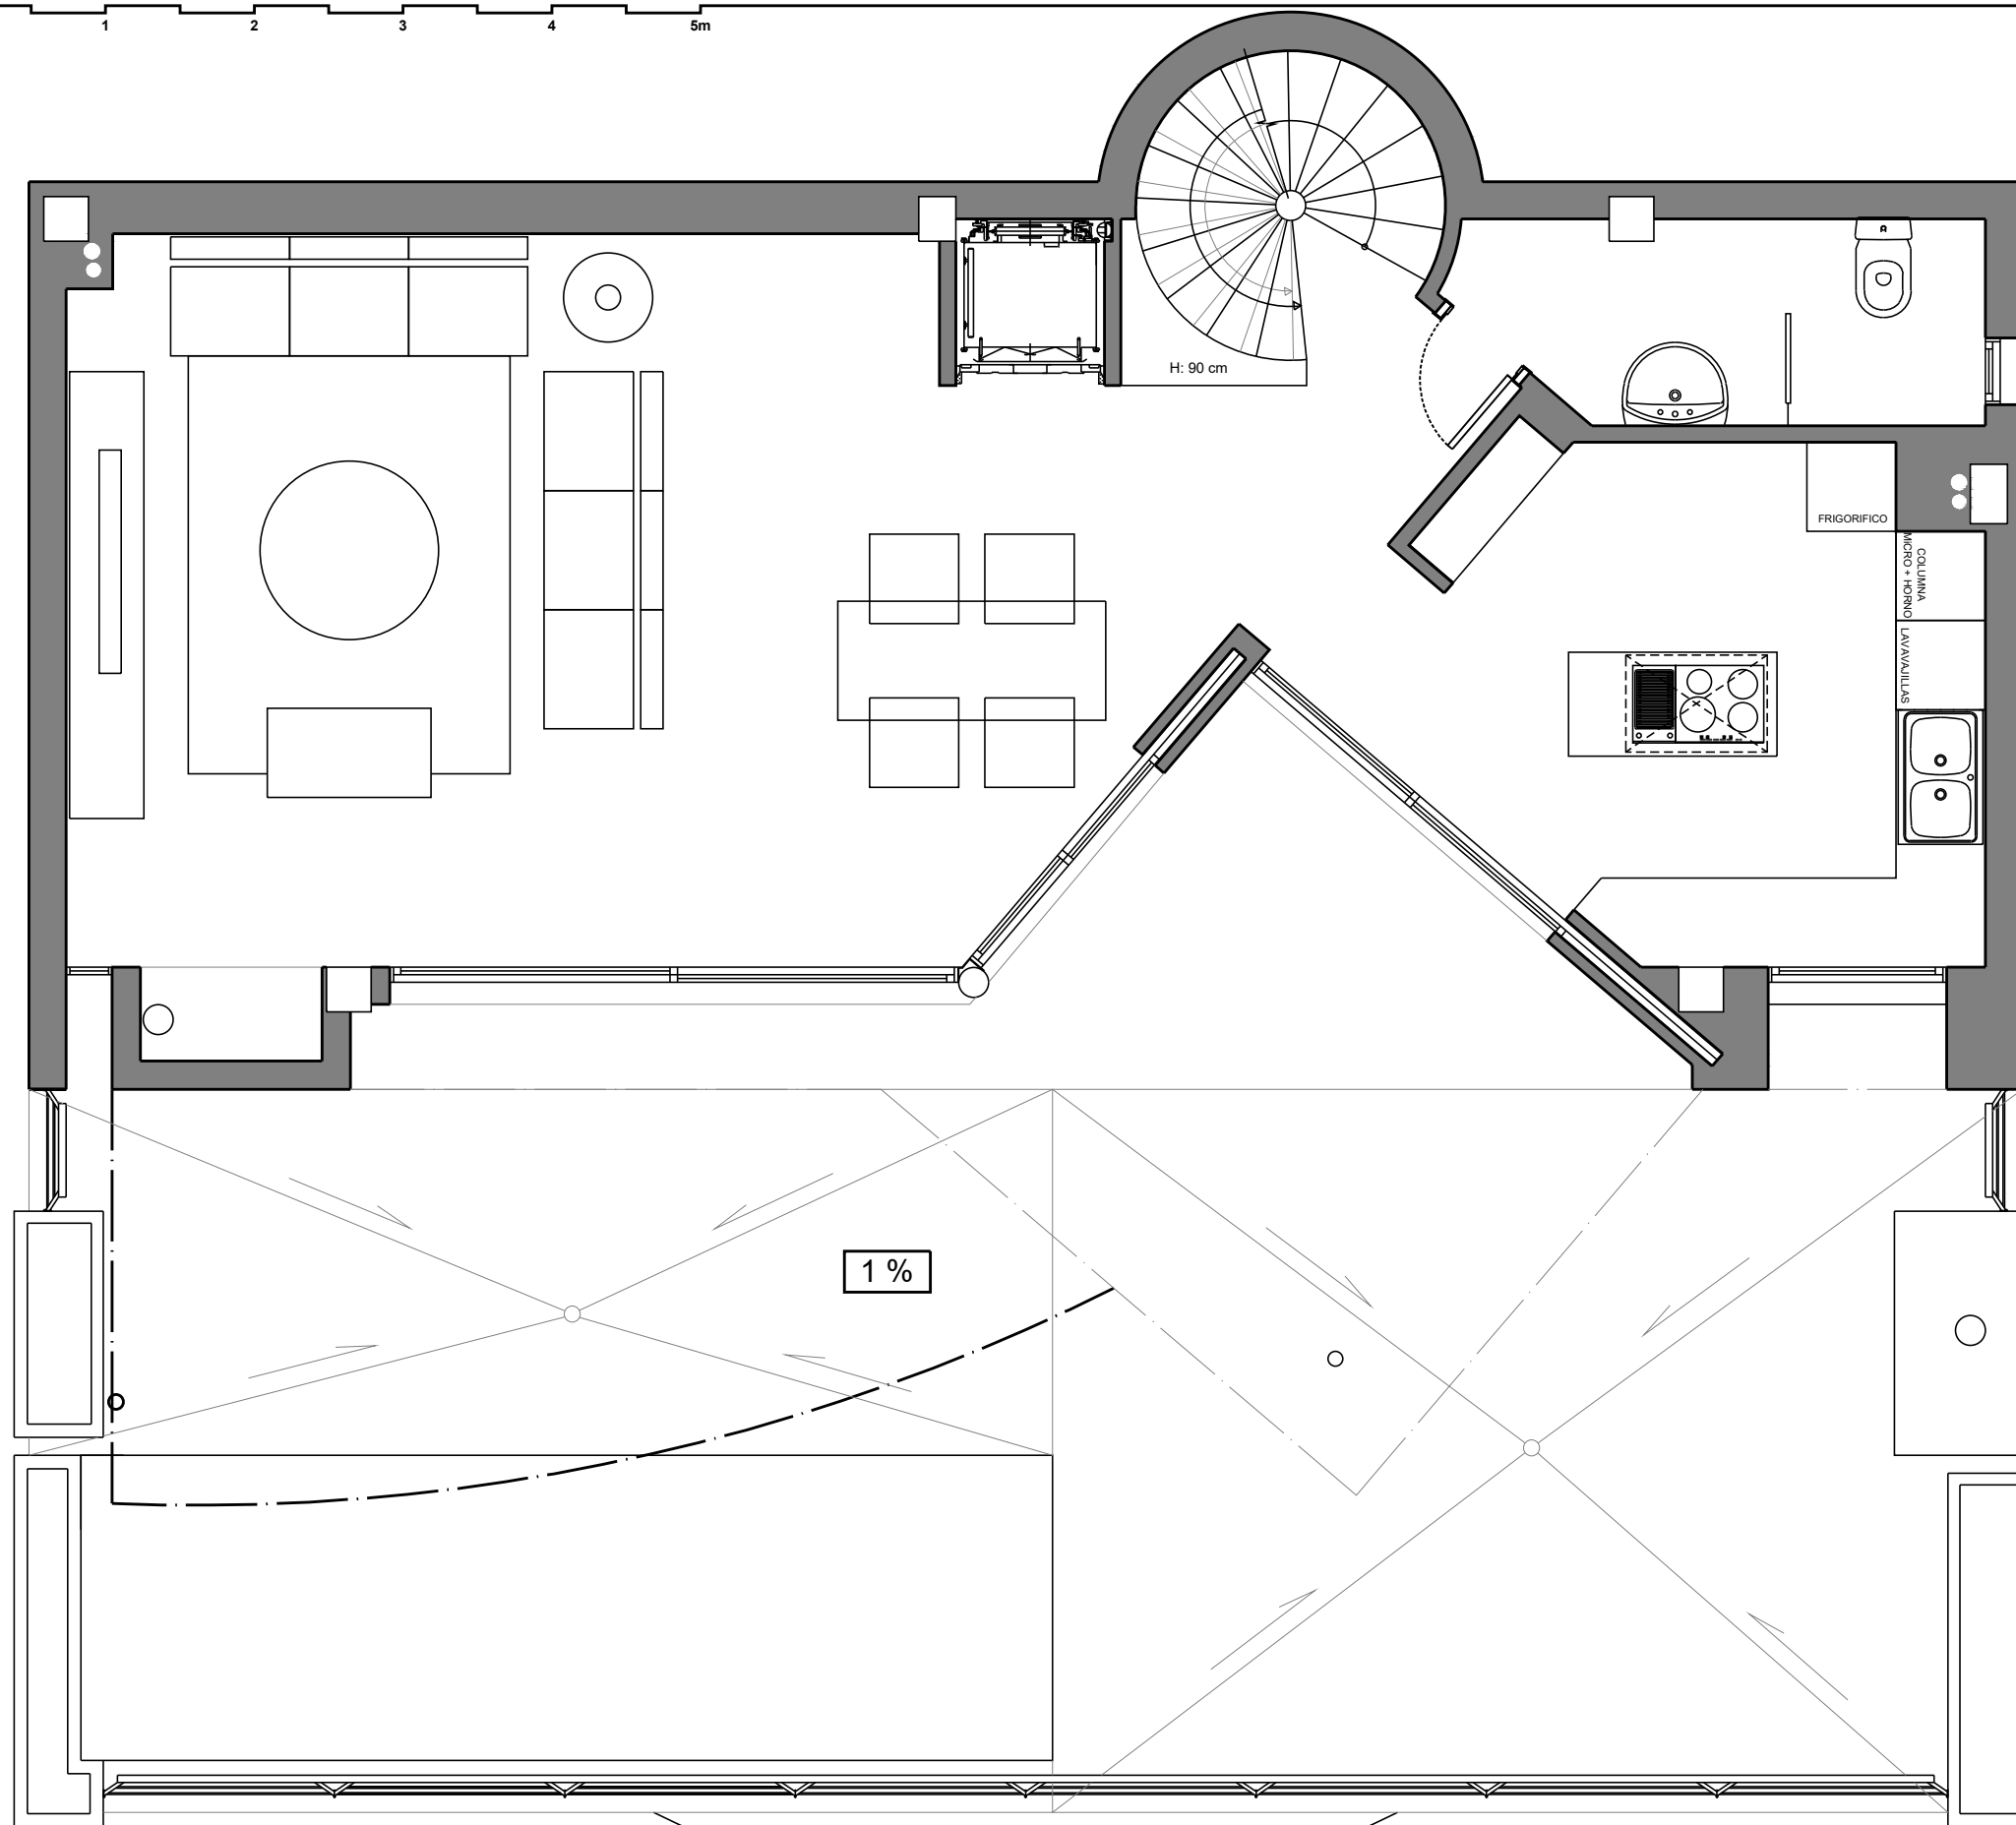 1 2 3 4 5m
H: 90 cm
FRIGORIFICO
COLUMNA
MICRO + HORNO
LAVAVAJILLAS
1 %